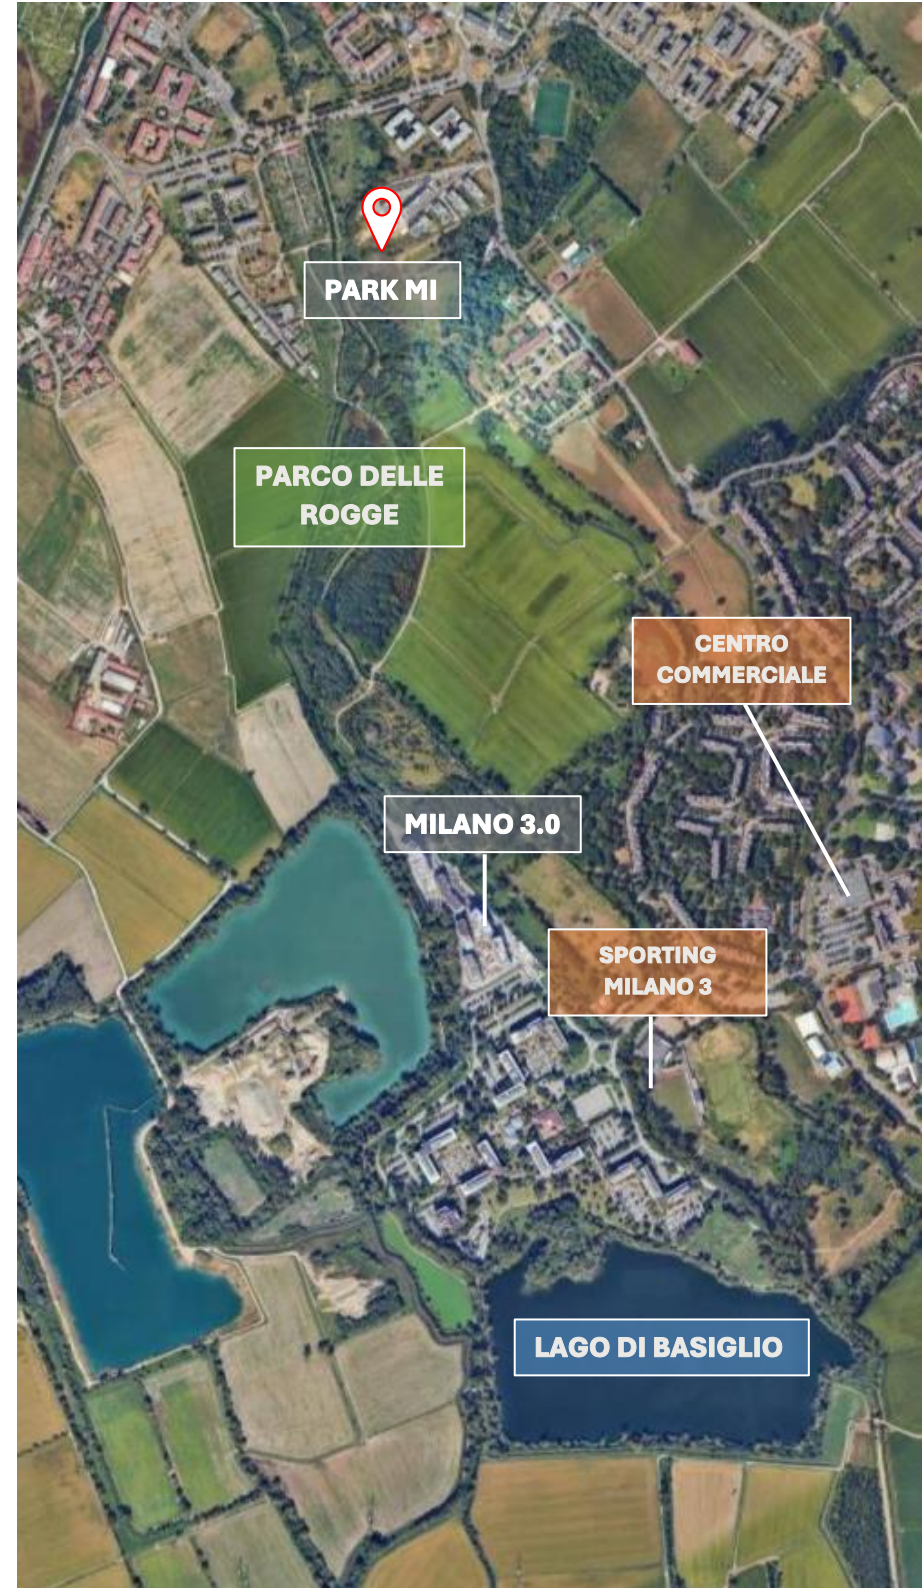 PARK MI
PARCO DELLE
ROGGE
CENTRO
COMMERCIALE
MILANO 3.0
SPORTING
MILANO 3
LAGO DI BASIGLIO